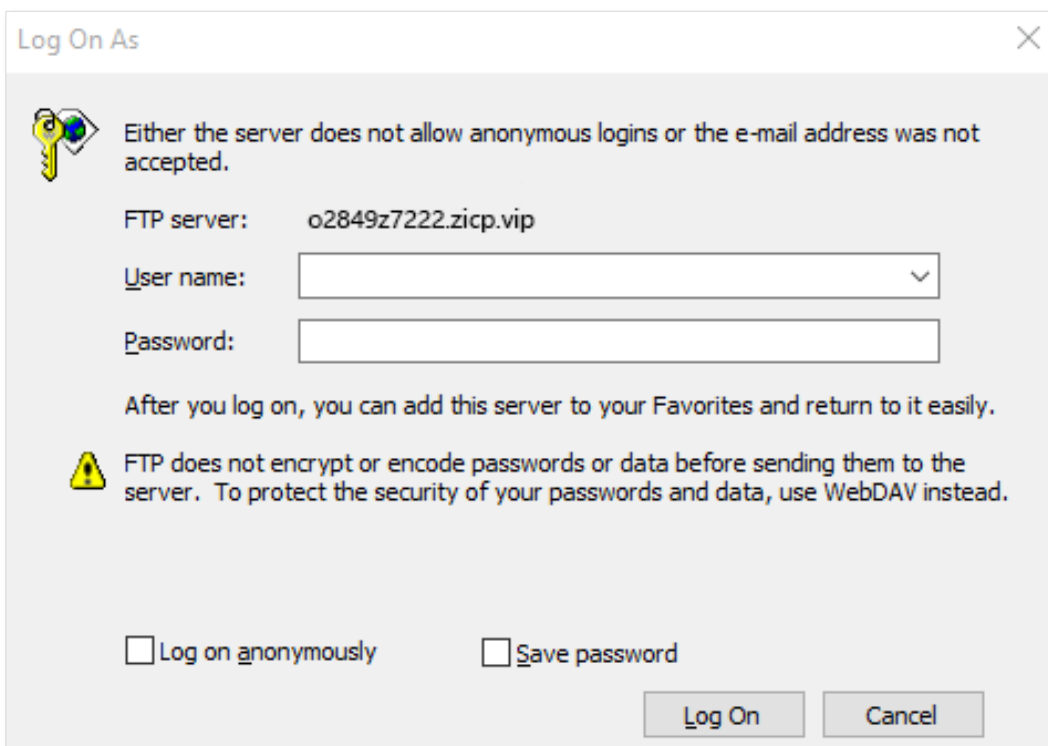 Log On As
Either the server does not allow anonymous logins or the e-mail address was not
accepted.
FTP server: o2849z7222.zicp.vip
User name:
Password:
After you log on, you can add this server to your Favorites and return to it easily.
FTP does not encrypt or encode passwords or data before sending them to the
server. To protect the security of your passwords and data, use WebDAV instead.
Log on anonymously Save password
Log On Cancel